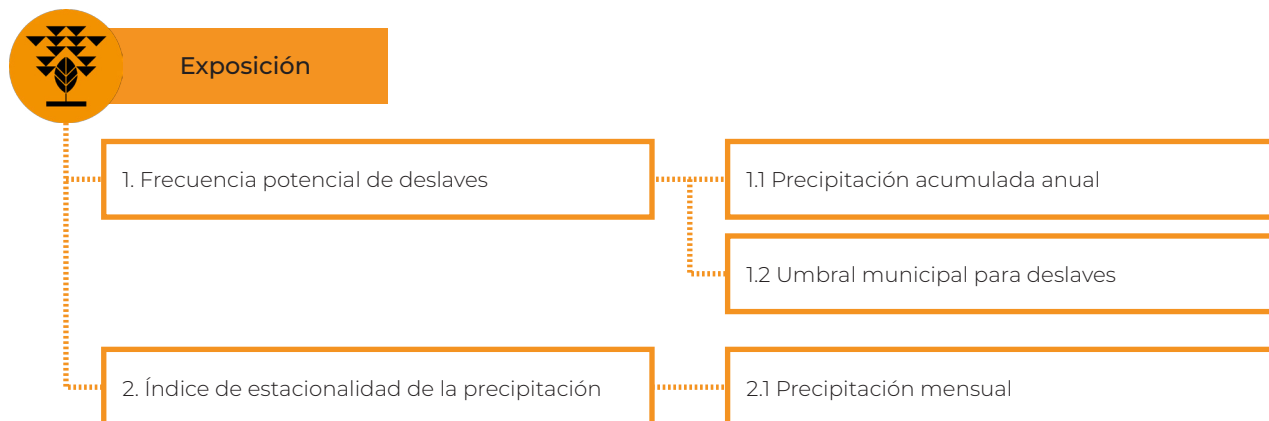 Exposición
1. Frecuencia potencial de deslaves
1.1 Precipitación acumulada anual
1.2 Umbral municipal para deslaves
2. Índice de estacionalidad de la precipitación
2.1 Precipitación mensual